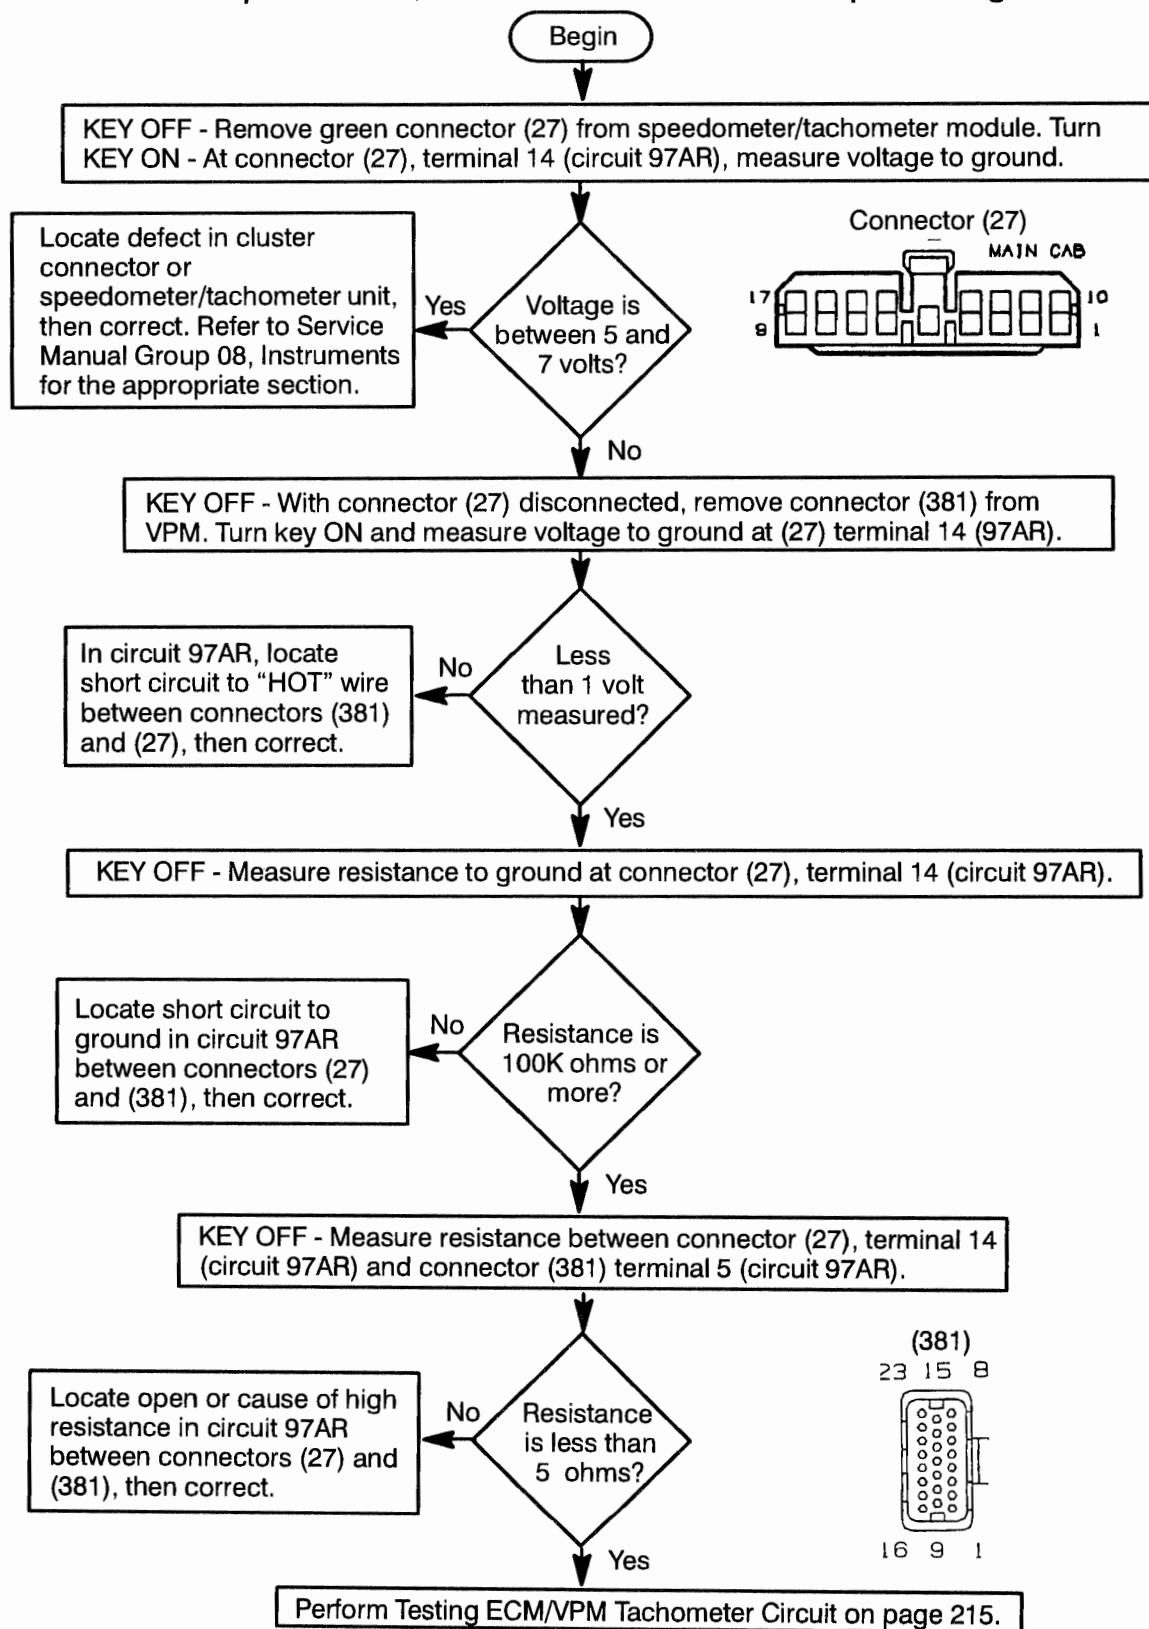 Begin
KEY OFF - Remove green connector (27) from speedometer/tachometer module. Turn
KEY ON - At connector (27), terminal 14 (circuit 97AR), measure voltage to ground.
Locate defect in cluster
connector or
speedometer/tachometer unit,
then correct. Refer to Service
Manual Group 08, Instruments
for the appropriate section.
Yes
Voltage is
between 5 and
7 volts?
Connector (27)
MAIN CAB
17
10
9
1
No
KEY OFF - With connector (27) disconnected, remove connector (381) from
VPM. Turn key ON and measure voltage to ground at (27) terminal 14 (97AR).
In circuit 97AR, locate
short circuit to “HOT” wire
between connectors (381)
and (27), then correct.
No
Less
than 1 volt
measured?
Yes
KEY OFF - Measure resistance to ground at connector (27), terminal 14 (circuit 97AR).
Locate short circuit to
ground in circuit 97AR
between connectors (27)
and (381), then correct.
No
Resistance is
100K ohms or
more?
Yes
KEY OFF - Measure resistance between connector (27), terminal 14
(circuit 97AR) and connector (381) terminal 5 (circuit 97AR).
Locate open or cause of high
resistance in circuit 97AR
between connectors (27) and
(381), then correct.
No
Resistance
is less than
5 ohms?
(381)
23 15 8
16 9 1
Yes
Perform Testing ECM/VPM Tachometer Circuit on page 215.